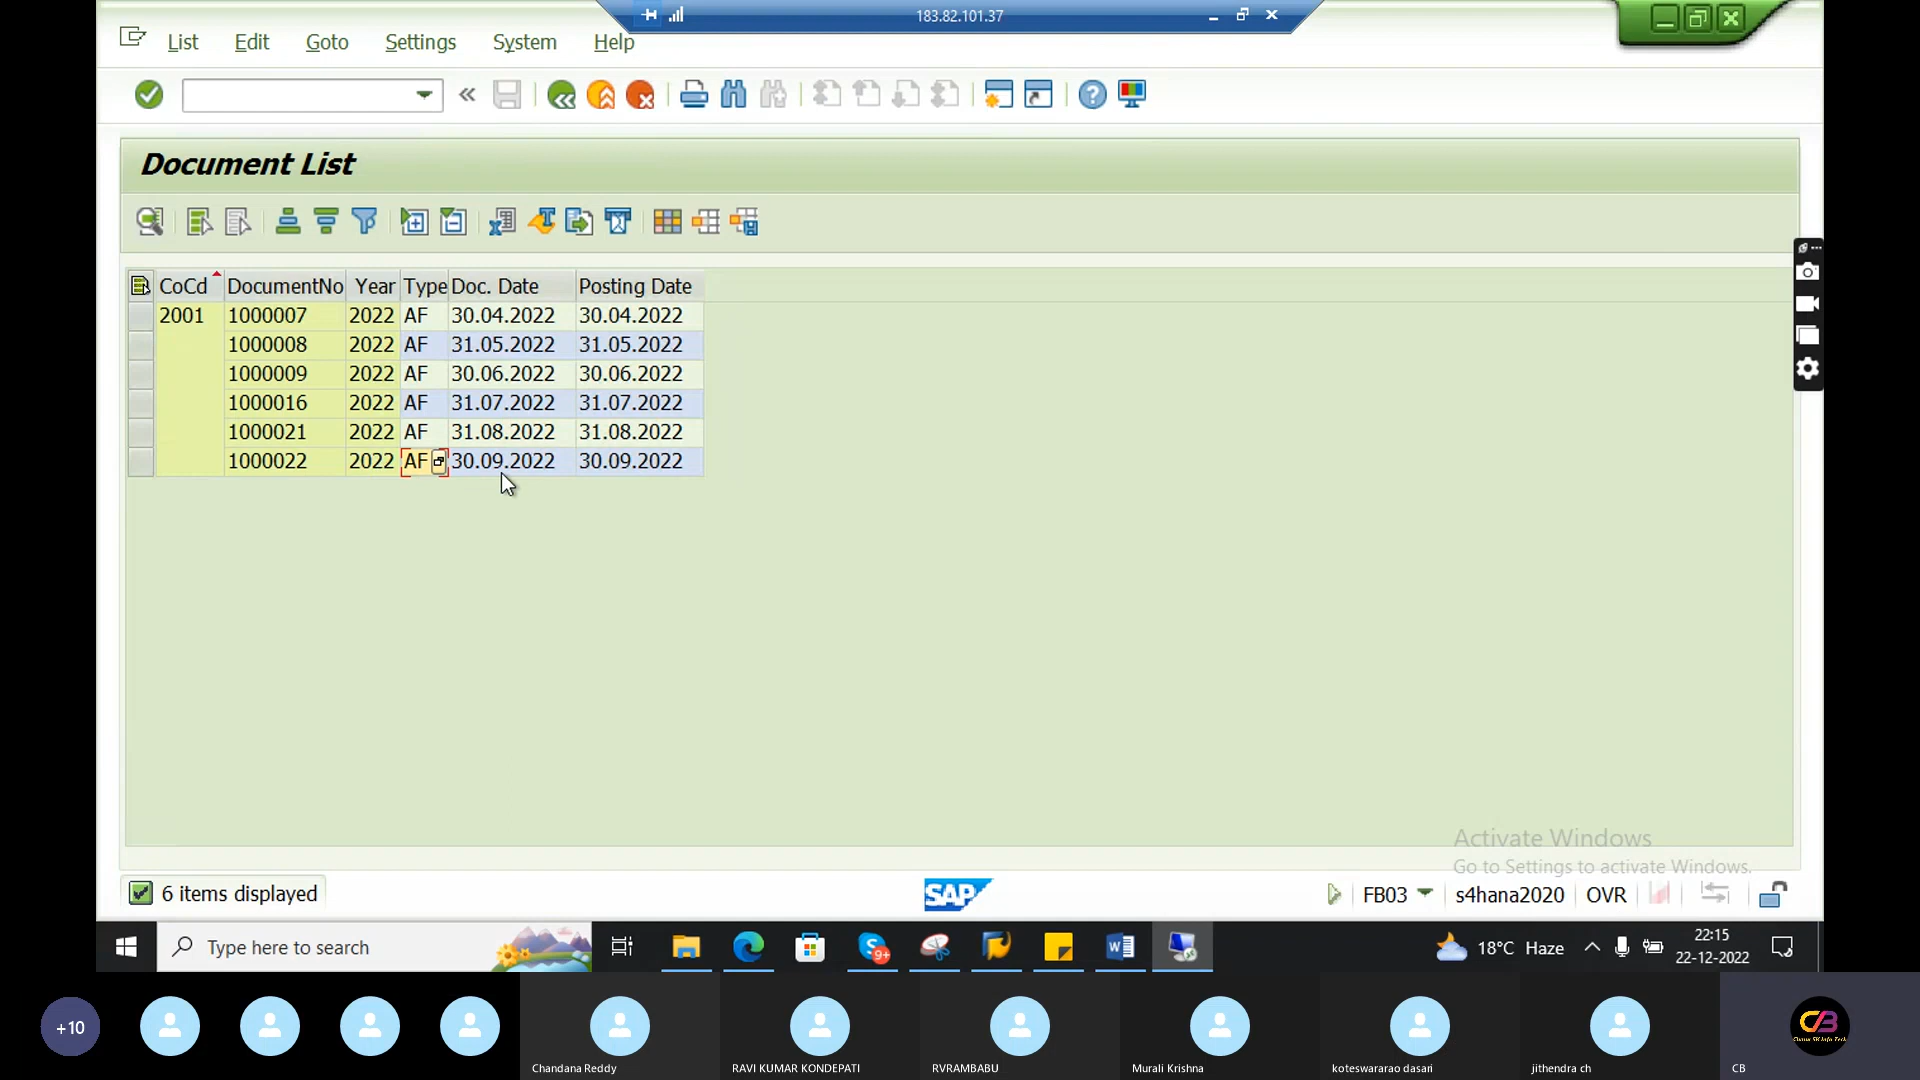 183.82.101.37
List Edit Goto Settings System Help
Document List
CoCd DocumentNo Year Type Doc. Date Posting Date
2001 1000007 2022 AF 30.04.2022 30.04.2022
1000008 2022 AF 31.05.2022 31.05.2022
1000009 2022 AF 30.06.2022 30.06.2022
1000016 2022 AF 31.07.2022 31.07.2022
1000021 2022 AF 31.08.2022 31.08.2022
1000022 2022 AF 30.09.2022 30.09.2022
Activate Windows
Go to Settings to activate Windows.
6 items displayed
SAP
FB03 s4hana2020 OVR
Type here to search
9+
18°C Haze
22:15
22-12-2022
+10
Chandana Reddy
RAVI KUMAR KONDEPATI
RVRAMBABU
Murali Krishna
koteswararao dasari
jithendra ch
CB